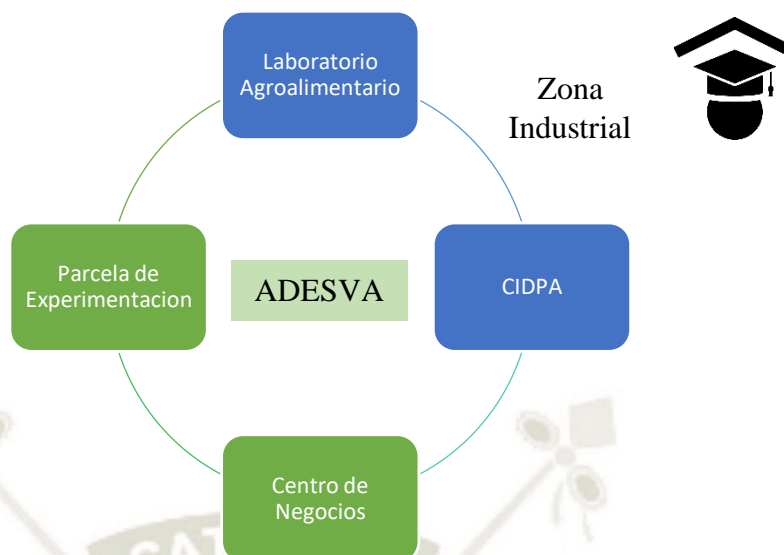 Laboratorio
Agroalimentario
Zona
Industrial
Parcela de
Experimentacion
ADESVA
CIDPA
Centro de
Negocios